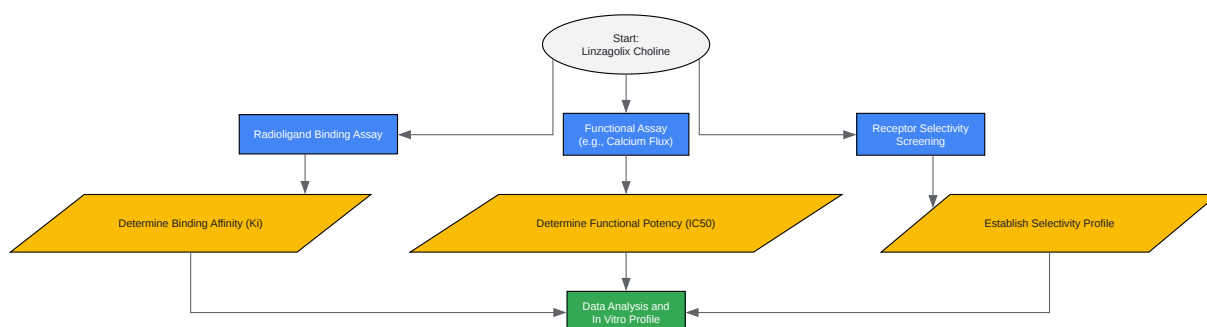 Start:
Linzagolix Choline
Radioligand Binding Assay
Functional Assay
(e.g., Calcium Flux)
Receptor Selectivity
Screening
Determine Binding Affinity (Ki)
Determine Functional Potency (IC50)
Establish Selectivity Profile
Data Analysis and
In Vitro Profile